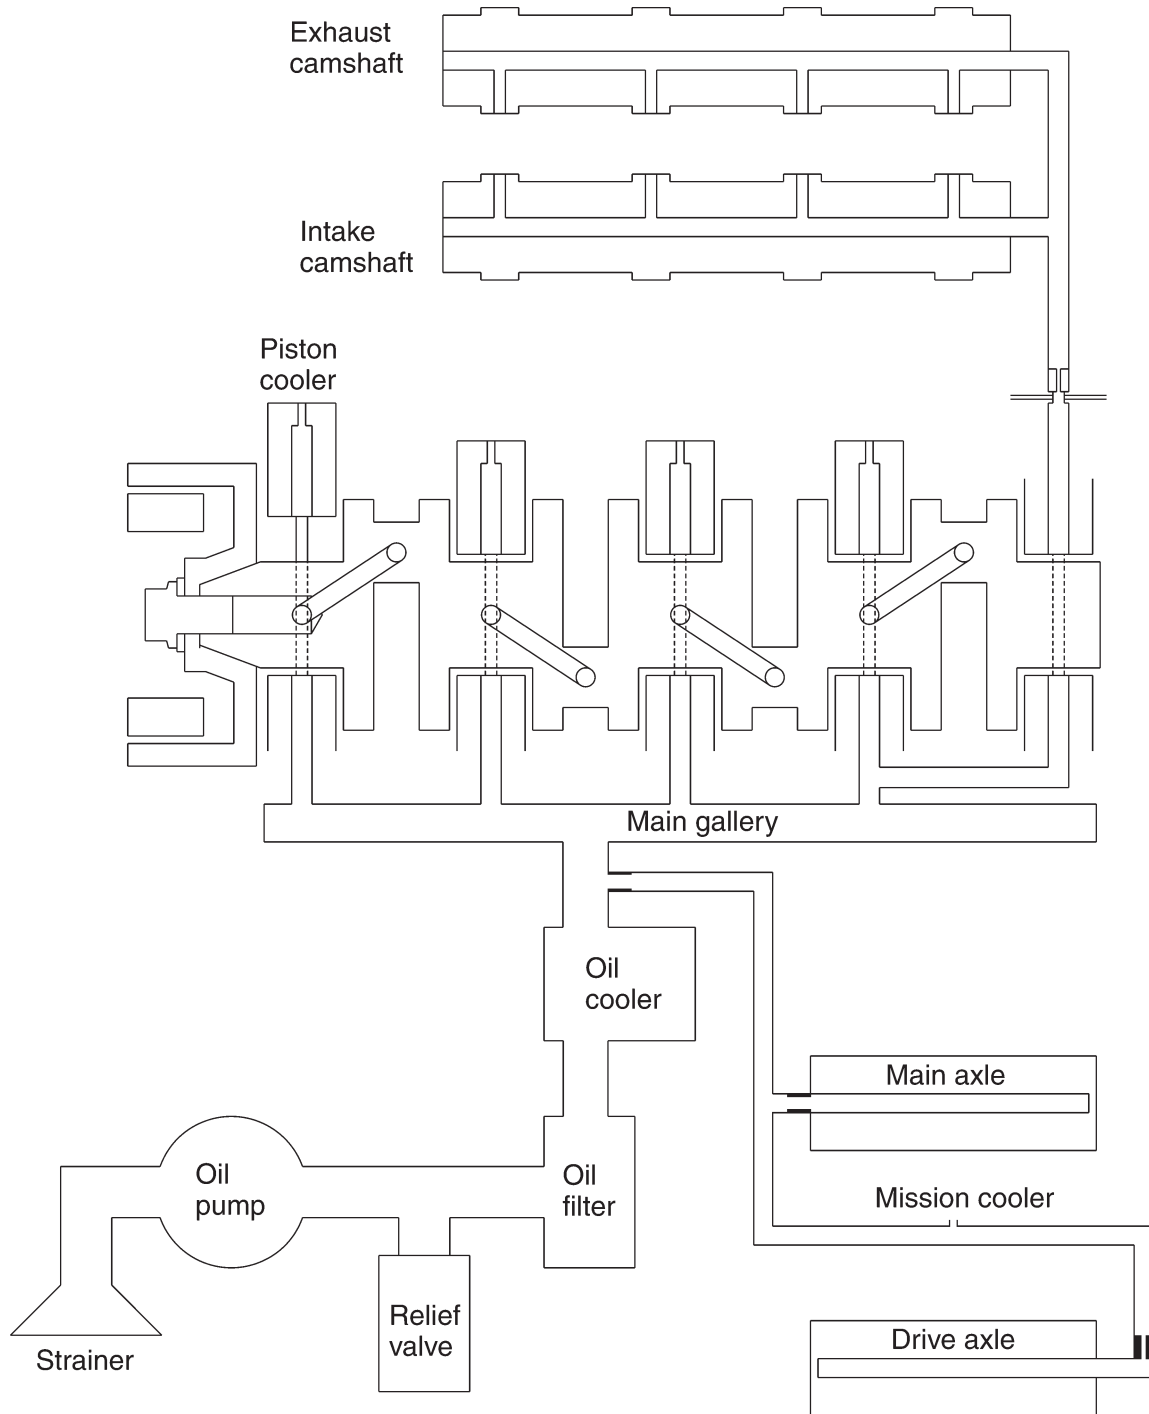 Exhaust
camshaft
Intake
camshaft
Piston
cooler
Main gallery
Oil
cooler
Main axle
Oil
pump
Oil
filter
Mission cooler
Relief
valve
Drive axle
Strainer